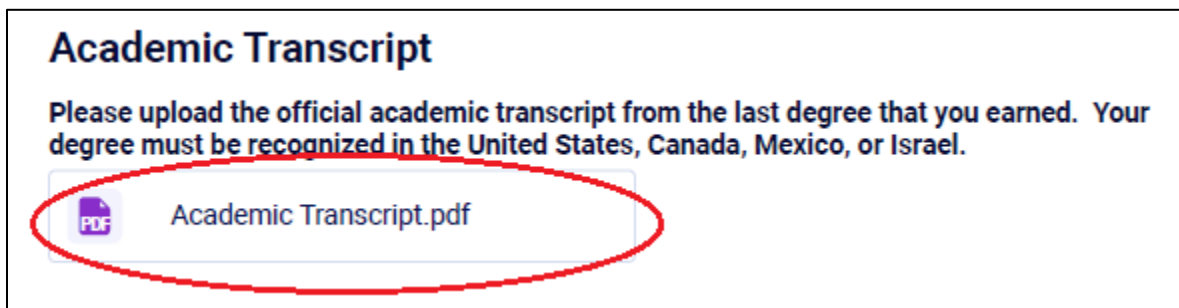 Academic Transcript
Please upload the official academic transcript from the last degree that you earned.  Your
degree must be recognized in the United States, Canada, Mexico, or Israel.
PDF Academic Transcript.pdf